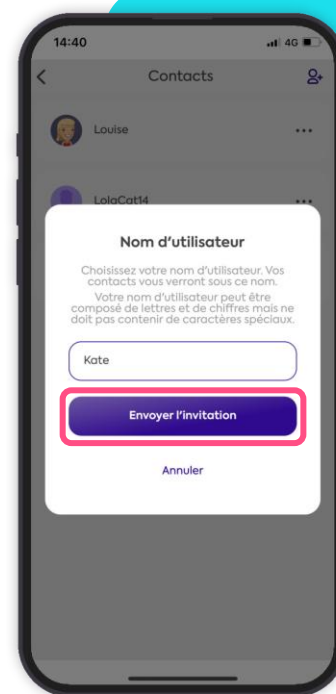 14:40
4G
Contacts
Louise
LolaCat14
Nom d'utilisateur
Choisissez votre nom d'utilisateur. Vos
contacts vous verront sous ce nom.
Votre nom d'utilisateur peut être
composé de lettres et de chiffres mais ne
doit pas contenir de caractères spéciaux.
Kate
Envoyer l'invitation
Annuler